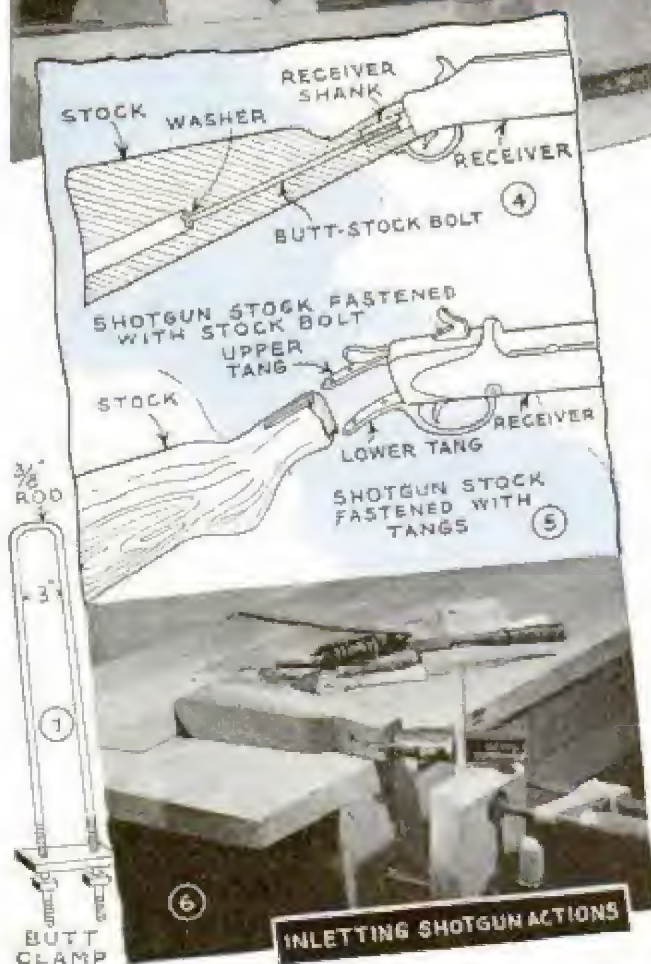 RECEIVER
SHANK
STOCK
WASHER
RECEIVER
4
BUTT-STOCK BOLT
SHOTGUN STOCK FASTENED
WITH STOCK BOLT
UPPER
TANG
STOCK
RECEIVER
LOWER TANG
SHOTGUN STOCK
FASTENED WITH
TANGS
5
3/8"
ROD
3"
7
6
BUTT
CLAMP
INLETTING SHOTGUN ACTIONS